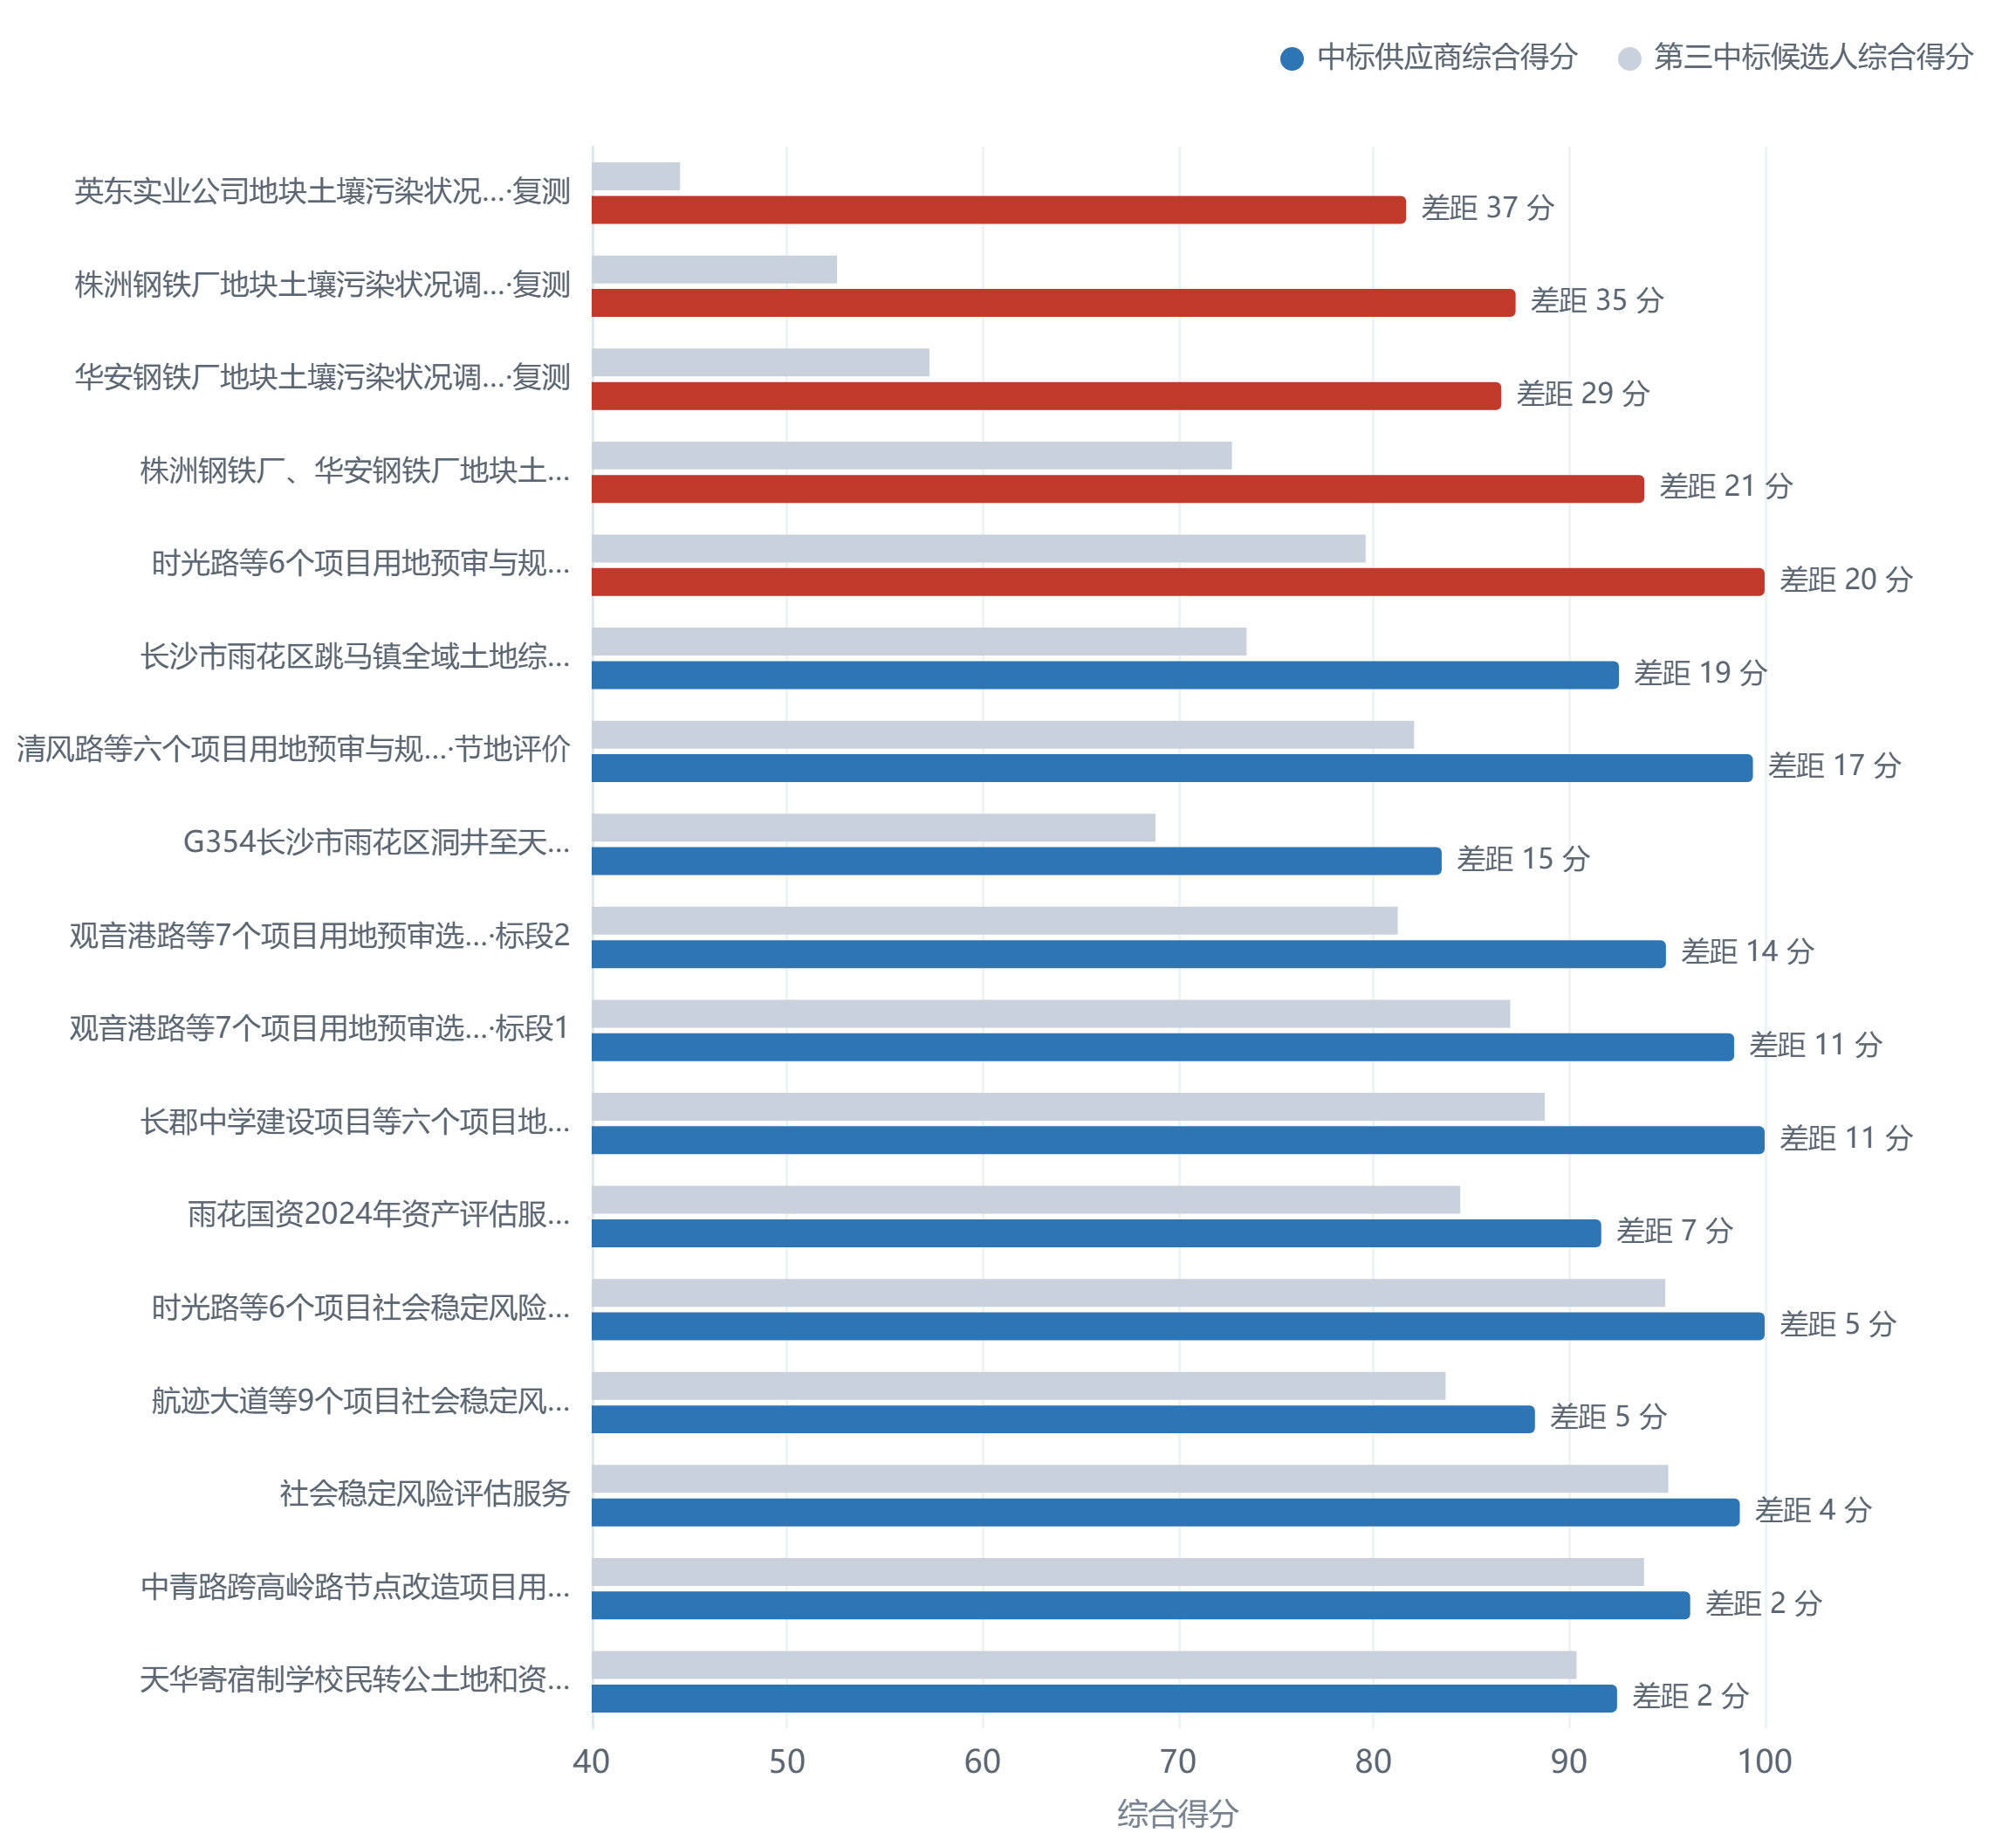 中标供应商综合得分 第三中标候选人综合得分
英东实业公司地块土壤污染状况...·复测
差距 37 分
株洲钢铁厂地块土壤污染状况调...·复测
差距 35 分
华安钢铁厂地块土壤污染状况调...·复测
差距 29 分
株洲钢铁厂、华安钢铁厂地块土...
差距 21 分
时光路等6个项目用地预审与规...
差距 20 分
长沙市雨花区跳马镇全域土地综...
差距 19 分
清风路等六个项目用地预审与规...·节地评价
差距 17 分
G354长沙市雨花区洞井至天...
差距 15 分
观音港路等7个项目用地预审选...·标段2
差距 14 分
观音港路等7个项目用地预审选...·标段1
差距 11 分
长郡中学建设项目等六个项目地...
差距 11 分
雨花国资2024年资产评估服...
差距 7 分
时光路等6个项目社会稳定风险...
差距 5 分
航迹大道等9个项目社会稳定风...
差距 5 分
社会稳定风险评估服务
差距 4 分
中青路跨高岭路节点改造项目用...
差距 2 分
天华寄宿制学校民转公土地和资...
差距 2 分
40 50 60 70 80 90 100
综合得分